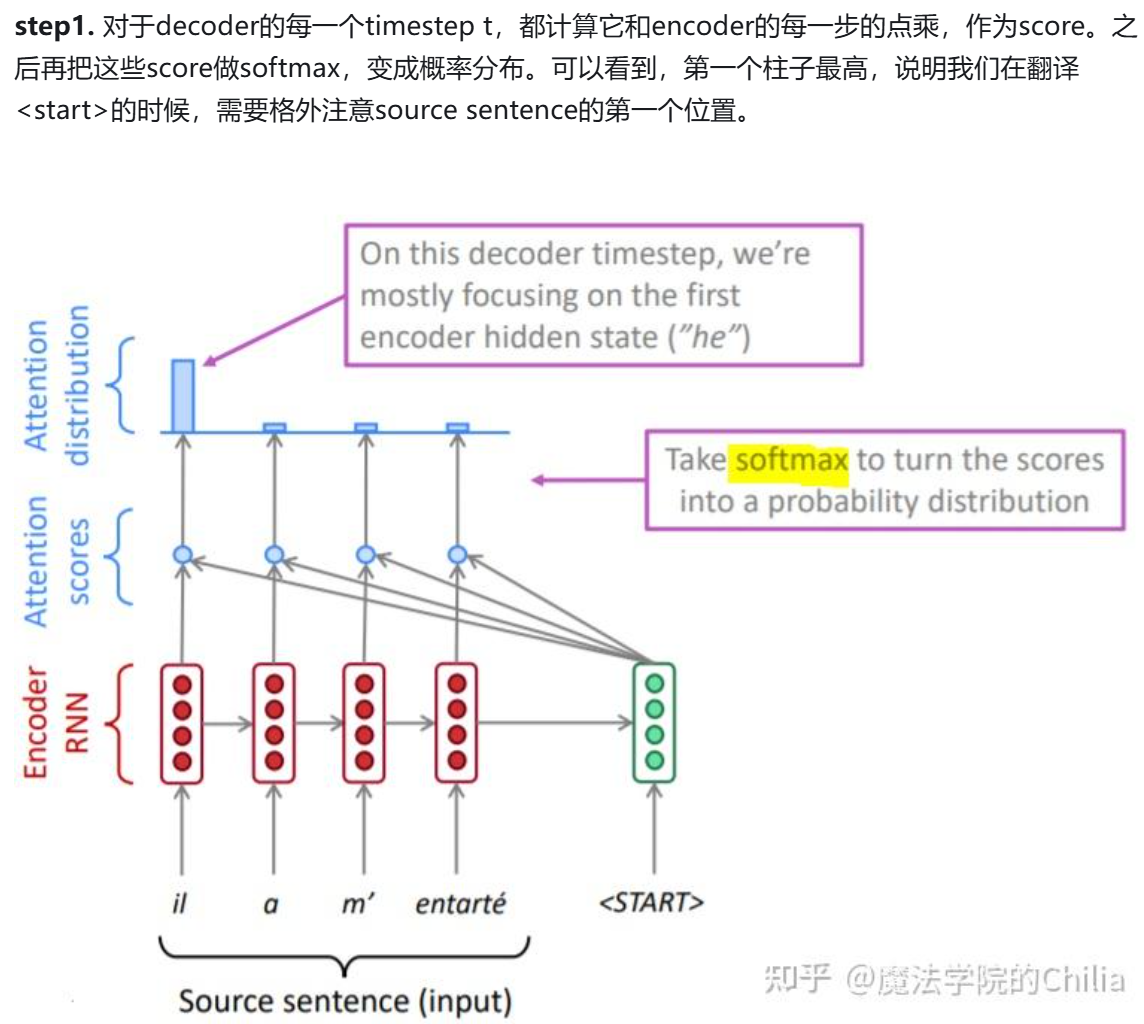 step1. 对于decoder的每一个timestep t，都计算它和encoder的每一步的点乘，作为score。之
后再把这些score做softmax，变成概率分布。可以看到，第一个柱子最高，说明我们在翻译
<start>的时候，需要格外注意source sentence的第一个位置。
On this decoder timestep, we're
mostly focusing on the first
encoder hidden state ("he")
Attention
distribution
Take softmax to turn the scores
into a probability distribution
Attention
scores
Encoder
RNN
il a m' entarté <START>
Source sentence (input)
知乎 @魔法学院的Chilia